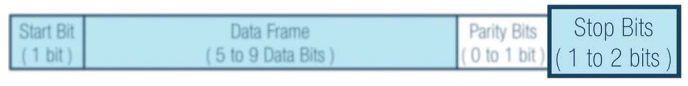 Start Bit
( 1 bit )
Data Frame
( 5 to 9 Data Bits )
Parity Bits
( 0 to 1 bit )
Stop Bits
( 1 to 2 bits )